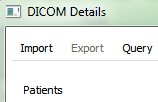 DICOM Details
Import Export Query
Patients